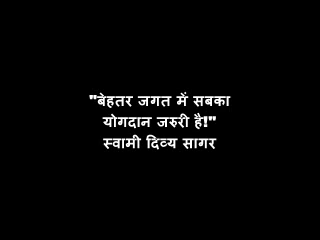 "बेहतर जगत में सबका
योगदान जरुरी है!"
स्वामी दिव्य सागर